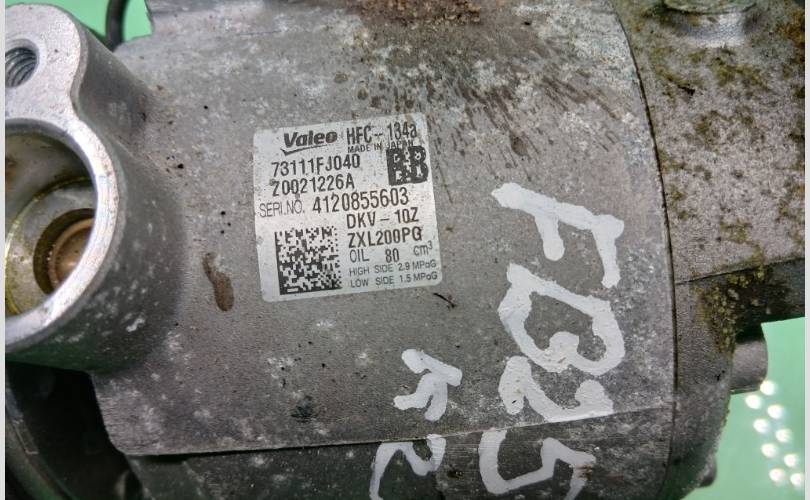 Valeo HFC-134a
MADE IN JAPAN
73111FJ040
Z0021226A
SERI.NO. 4120855603
DKV-10Z
ZXL200PG
OIL 80 cm³
HIGH SIDE 2.9 MPaG
LOW SIDE 1.5 MPaG
FB25